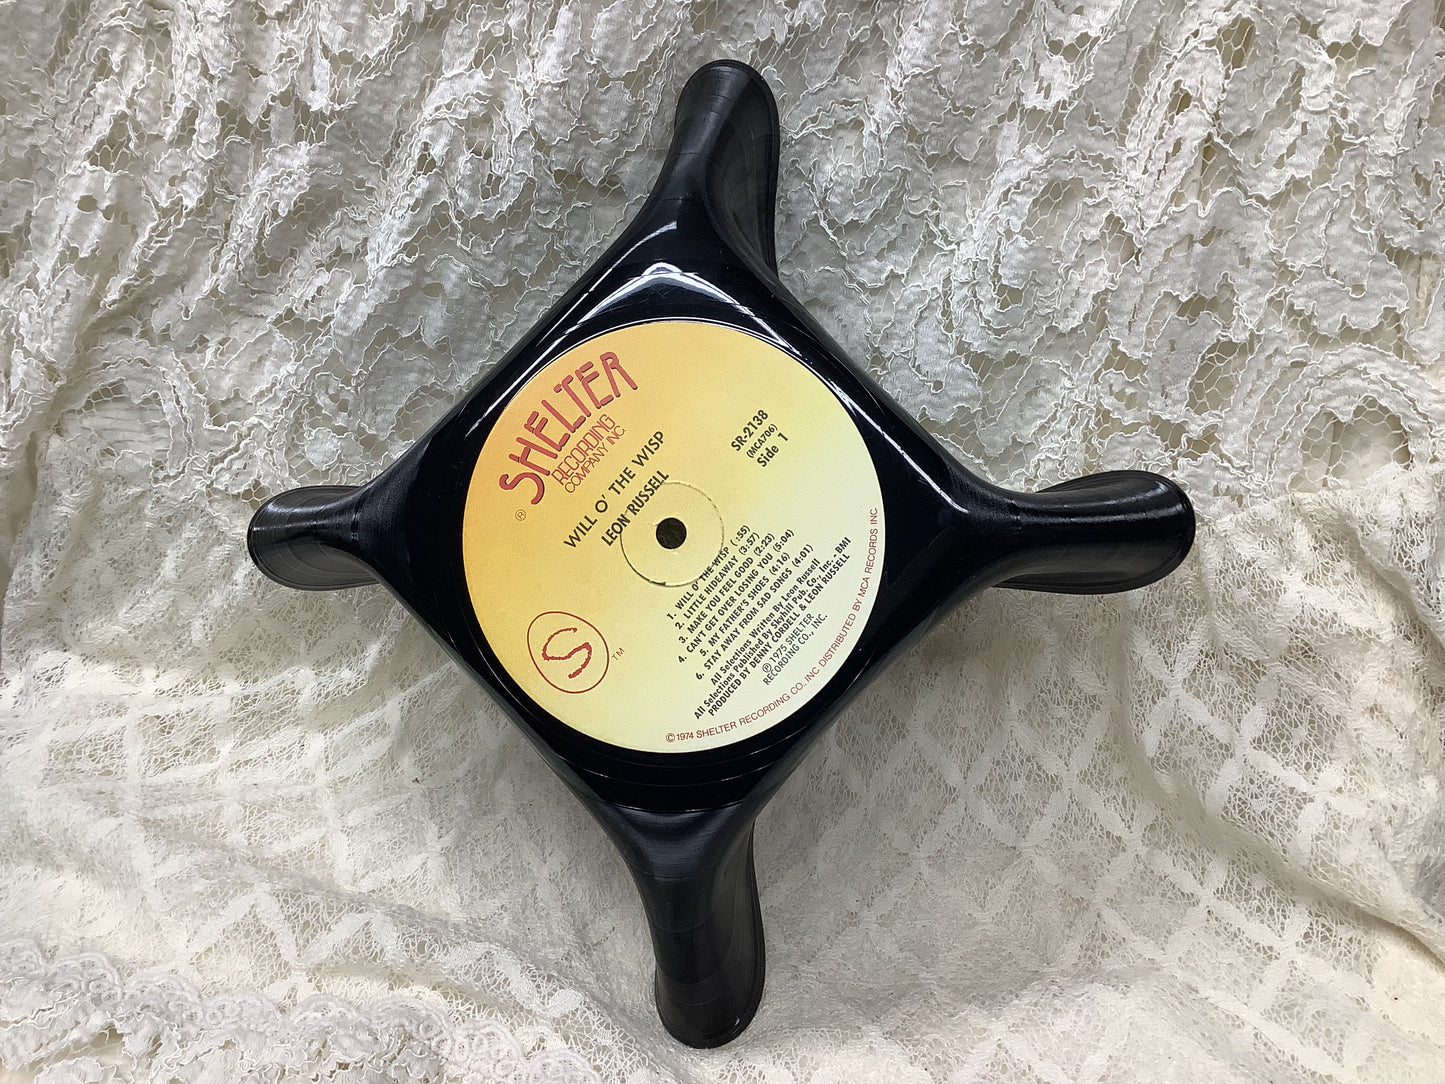 SHELTER
RECORDING
COMPANY, INC.
®
WILL O' THE WISP
LEON RUSSELL
SR-2138
(MCA706)
Side 1
S
TM
1. WILL O' THE WISP (:55)
2. LITTLE HIDEAWAY (3:57)
3. MAKE YOU FEEL GOOD (2:23)
4. CAN'T GET OVER LOSING YOU (5:04)
5. MY FATHER'S SHOES (4:16)
6. STAY AWAY FROM SAD SONGS (4:01)
All Selections Written By Leon Russell
All Selections Published By Skyhill Pub. Co., Inc. - BMI
PRODUCED BY DENNY CORDELL & LEON RUSSELL
℗ 1975 SHELTER
RECORDING CO., INC.
© 1974 SHELTER RECORDING CO. INC. DISTRIBUTED BY MCA RECORDS INC.